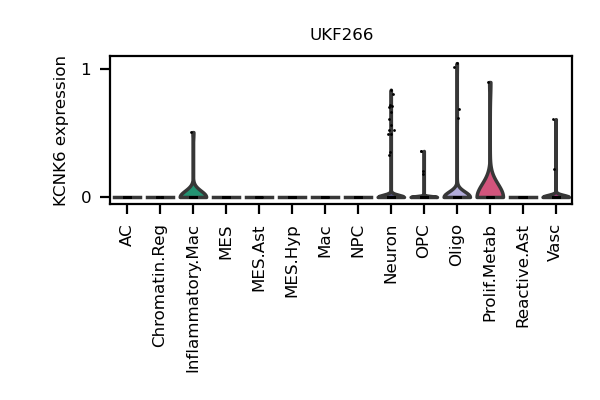 UKF266
KCNK6 expression
1
0
AC
Chromatin.Reg
Inflammatory.Mac
MES
MES.Ast
MES.Hyp
Mac
NPC
Neuron
OPC
Oligo
Prolif.Metab
Reactive.Ast
Vasc